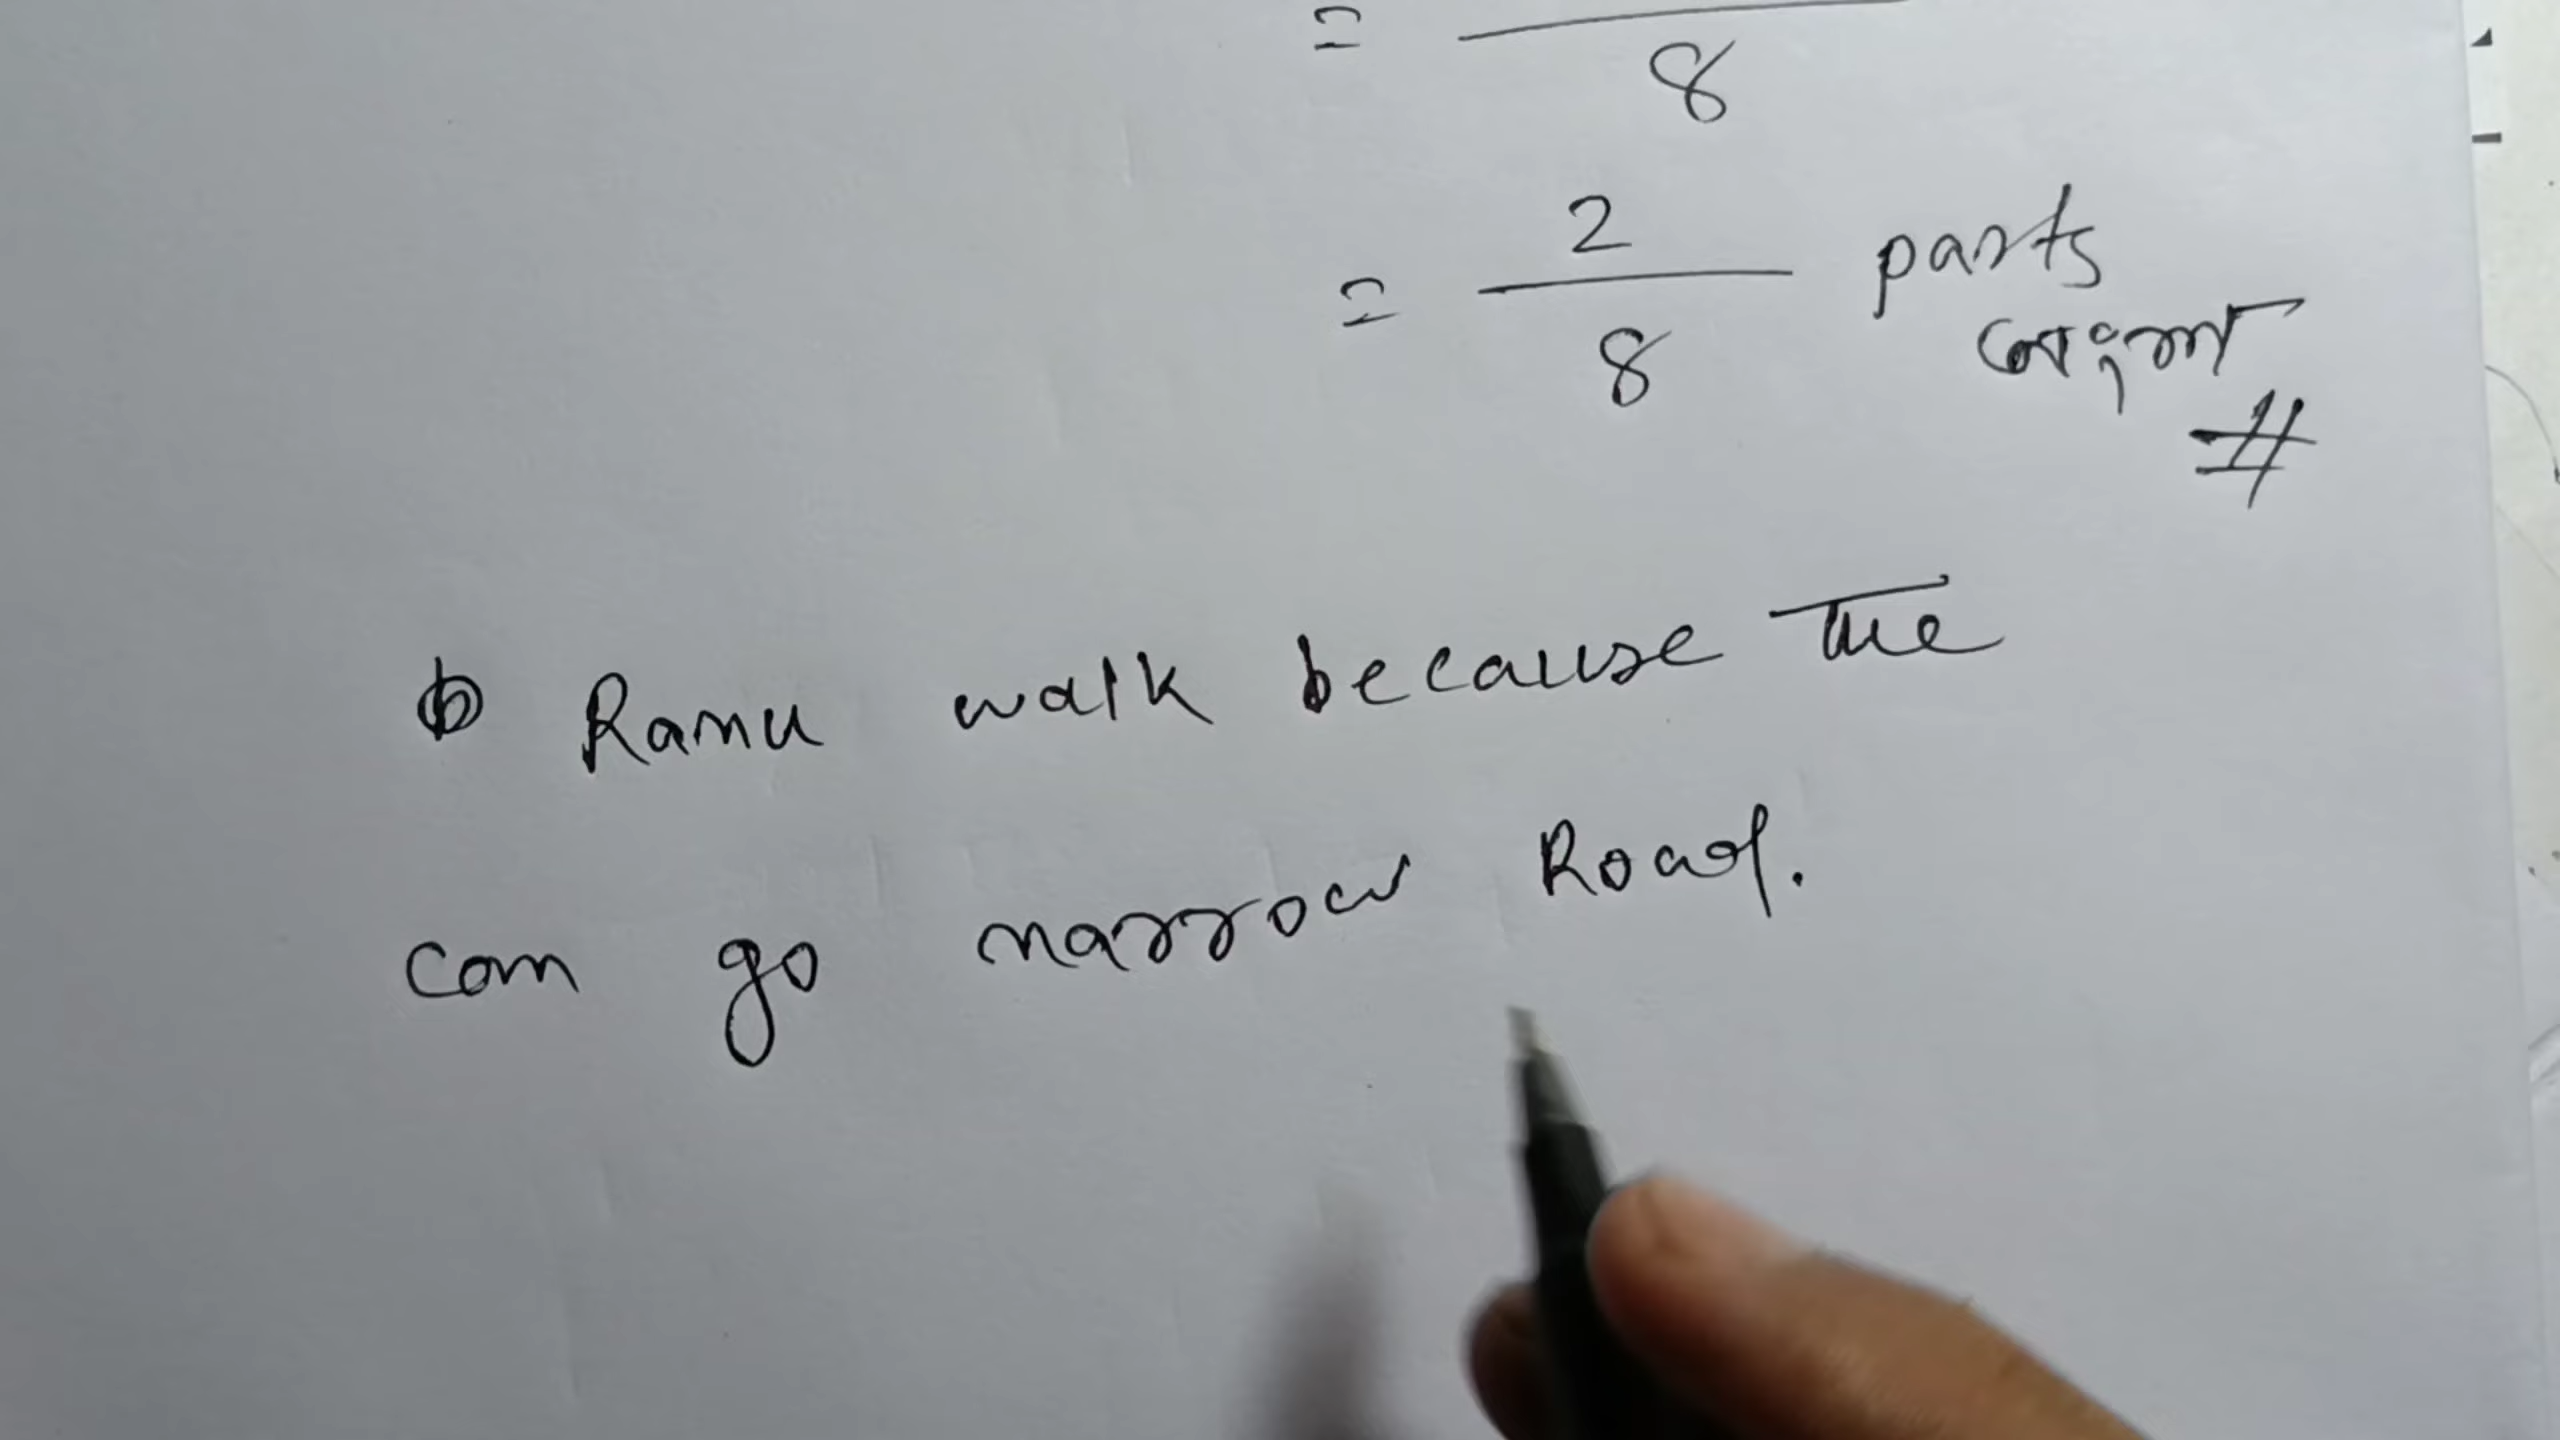 = —
8
= 2/8 parts
#
b Ramu walk because the
can go narrow Road.